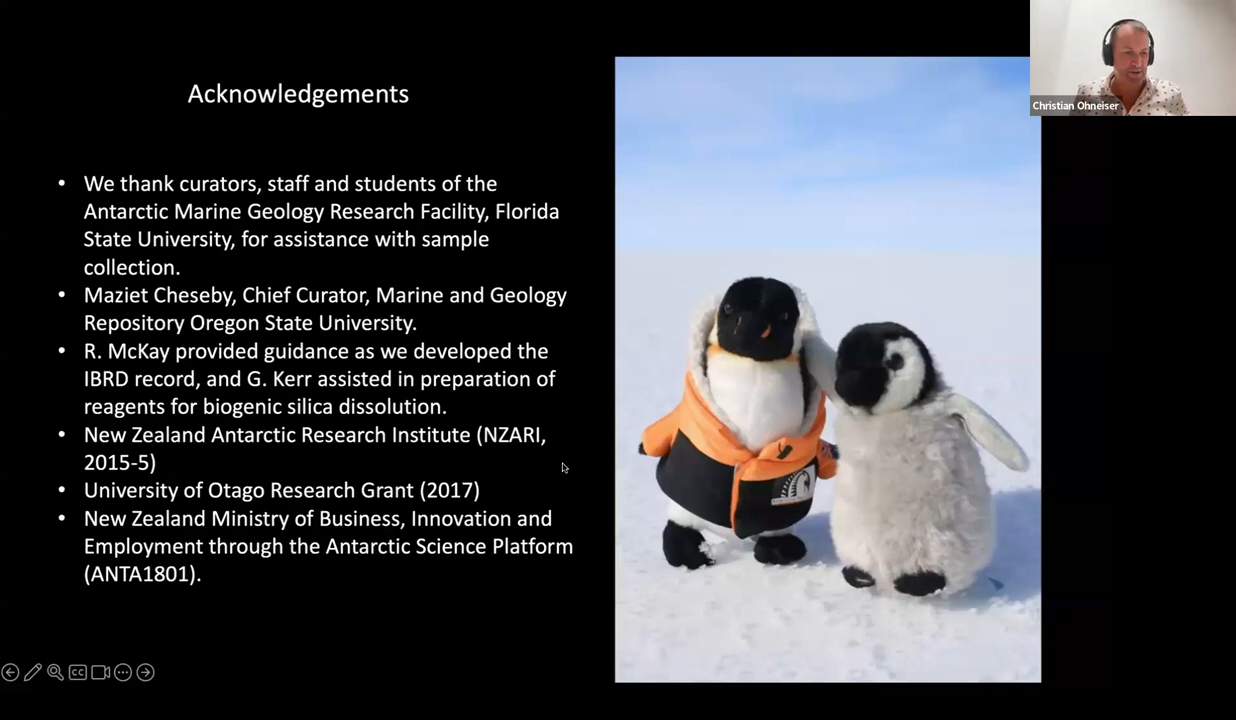 Acknowledgements
Christian Ohneiser
• We thank curators, staff and students of the
Antarctic Marine Geology Research Facility, Florida
State University, for assistance with sample
collection.
• Maziet Cheseby, Chief Curator, Marine and Geology
Repository Oregon State University.
• R. McKay provided guidance as we developed the
IBRD record, and G. Kerr assisted in preparation of
reagents for biogenic silica dissolution.
• New Zealand Antarctic Research Institute (NZARI,
2015-5)
• University of Otago Research Grant (2017)
• New Zealand Ministry of Business, Innovation and
Employment through the Antarctic Science Platform
(ANTA1801).
CC